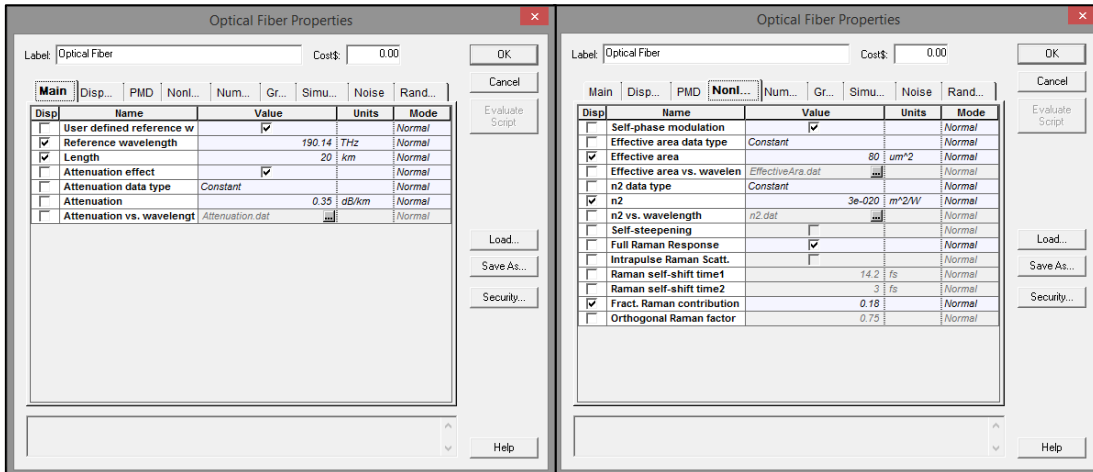 Optical Fiber Properties
Label: Optical Fiber Cost$: 0.00 OK
Cancel
Evaluate Script
Main Disp... PMD Nonl... Num... Gr... Simu... Noise Rand...
Disp Name Value Units Mode
User defined reference w Normal
Reference wavelength 190.14 THz Normal
Length 20 km Normal
Attenuation effect Normal
Attenuation data type Constant Normal
Attenuation 0.35 dB/km Normal
Attenuation vs. wavelengt Attenuation.dat ... Normal
Load...
Save As...
Security...
Help
Optical Fiber Properties
Label: Optical Fiber Cost$: 0.00 OK
Cancel
Evaluate Script
Main Disp... PMD Nonl... Num... Gr... Simu... Noise Rand...
Disp Name Value Units Mode
Self-phase modulation Normal
Effective area data type Constant Normal
Effective area 80 um^2 Normal
Effective area vs. wavelen EffectiveAra.dat ... Normal
n2 data type Constant Normal
n2 3e-020 m^2/W Normal
n2 vs. wavelength n2.dat ... Normal
Self-steepening Normal
Full Raman Response Normal
Intrapulse Raman Scatt. Normal
Raman self-shift time1 14.2 fs Normal
Raman self-shift time2 3 fs Normal
Fract. Raman contribution 0.18 Normal
Orthogonal Raman factor 0.75 Normal
Load...
Save As...
Security...
Help